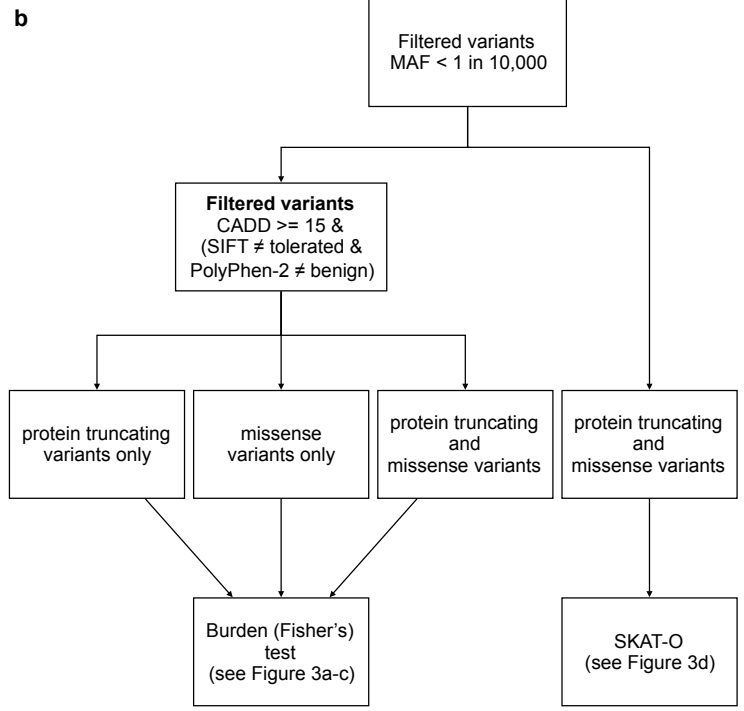 b
Filtered variants
MAF < 1 in 10,000
Filtered variants
CADD >= 15 &
(SIFT ≠ tolerated &
PolyPhen-2 ≠ benign)
protein truncating
variants only
missense
variants only
protein truncating
and
missense variants
protein truncating
and
missense variants
Burden (Fisher's)
test
(see Figure 3a-c)
SKAT-O
(see Figure 3d)